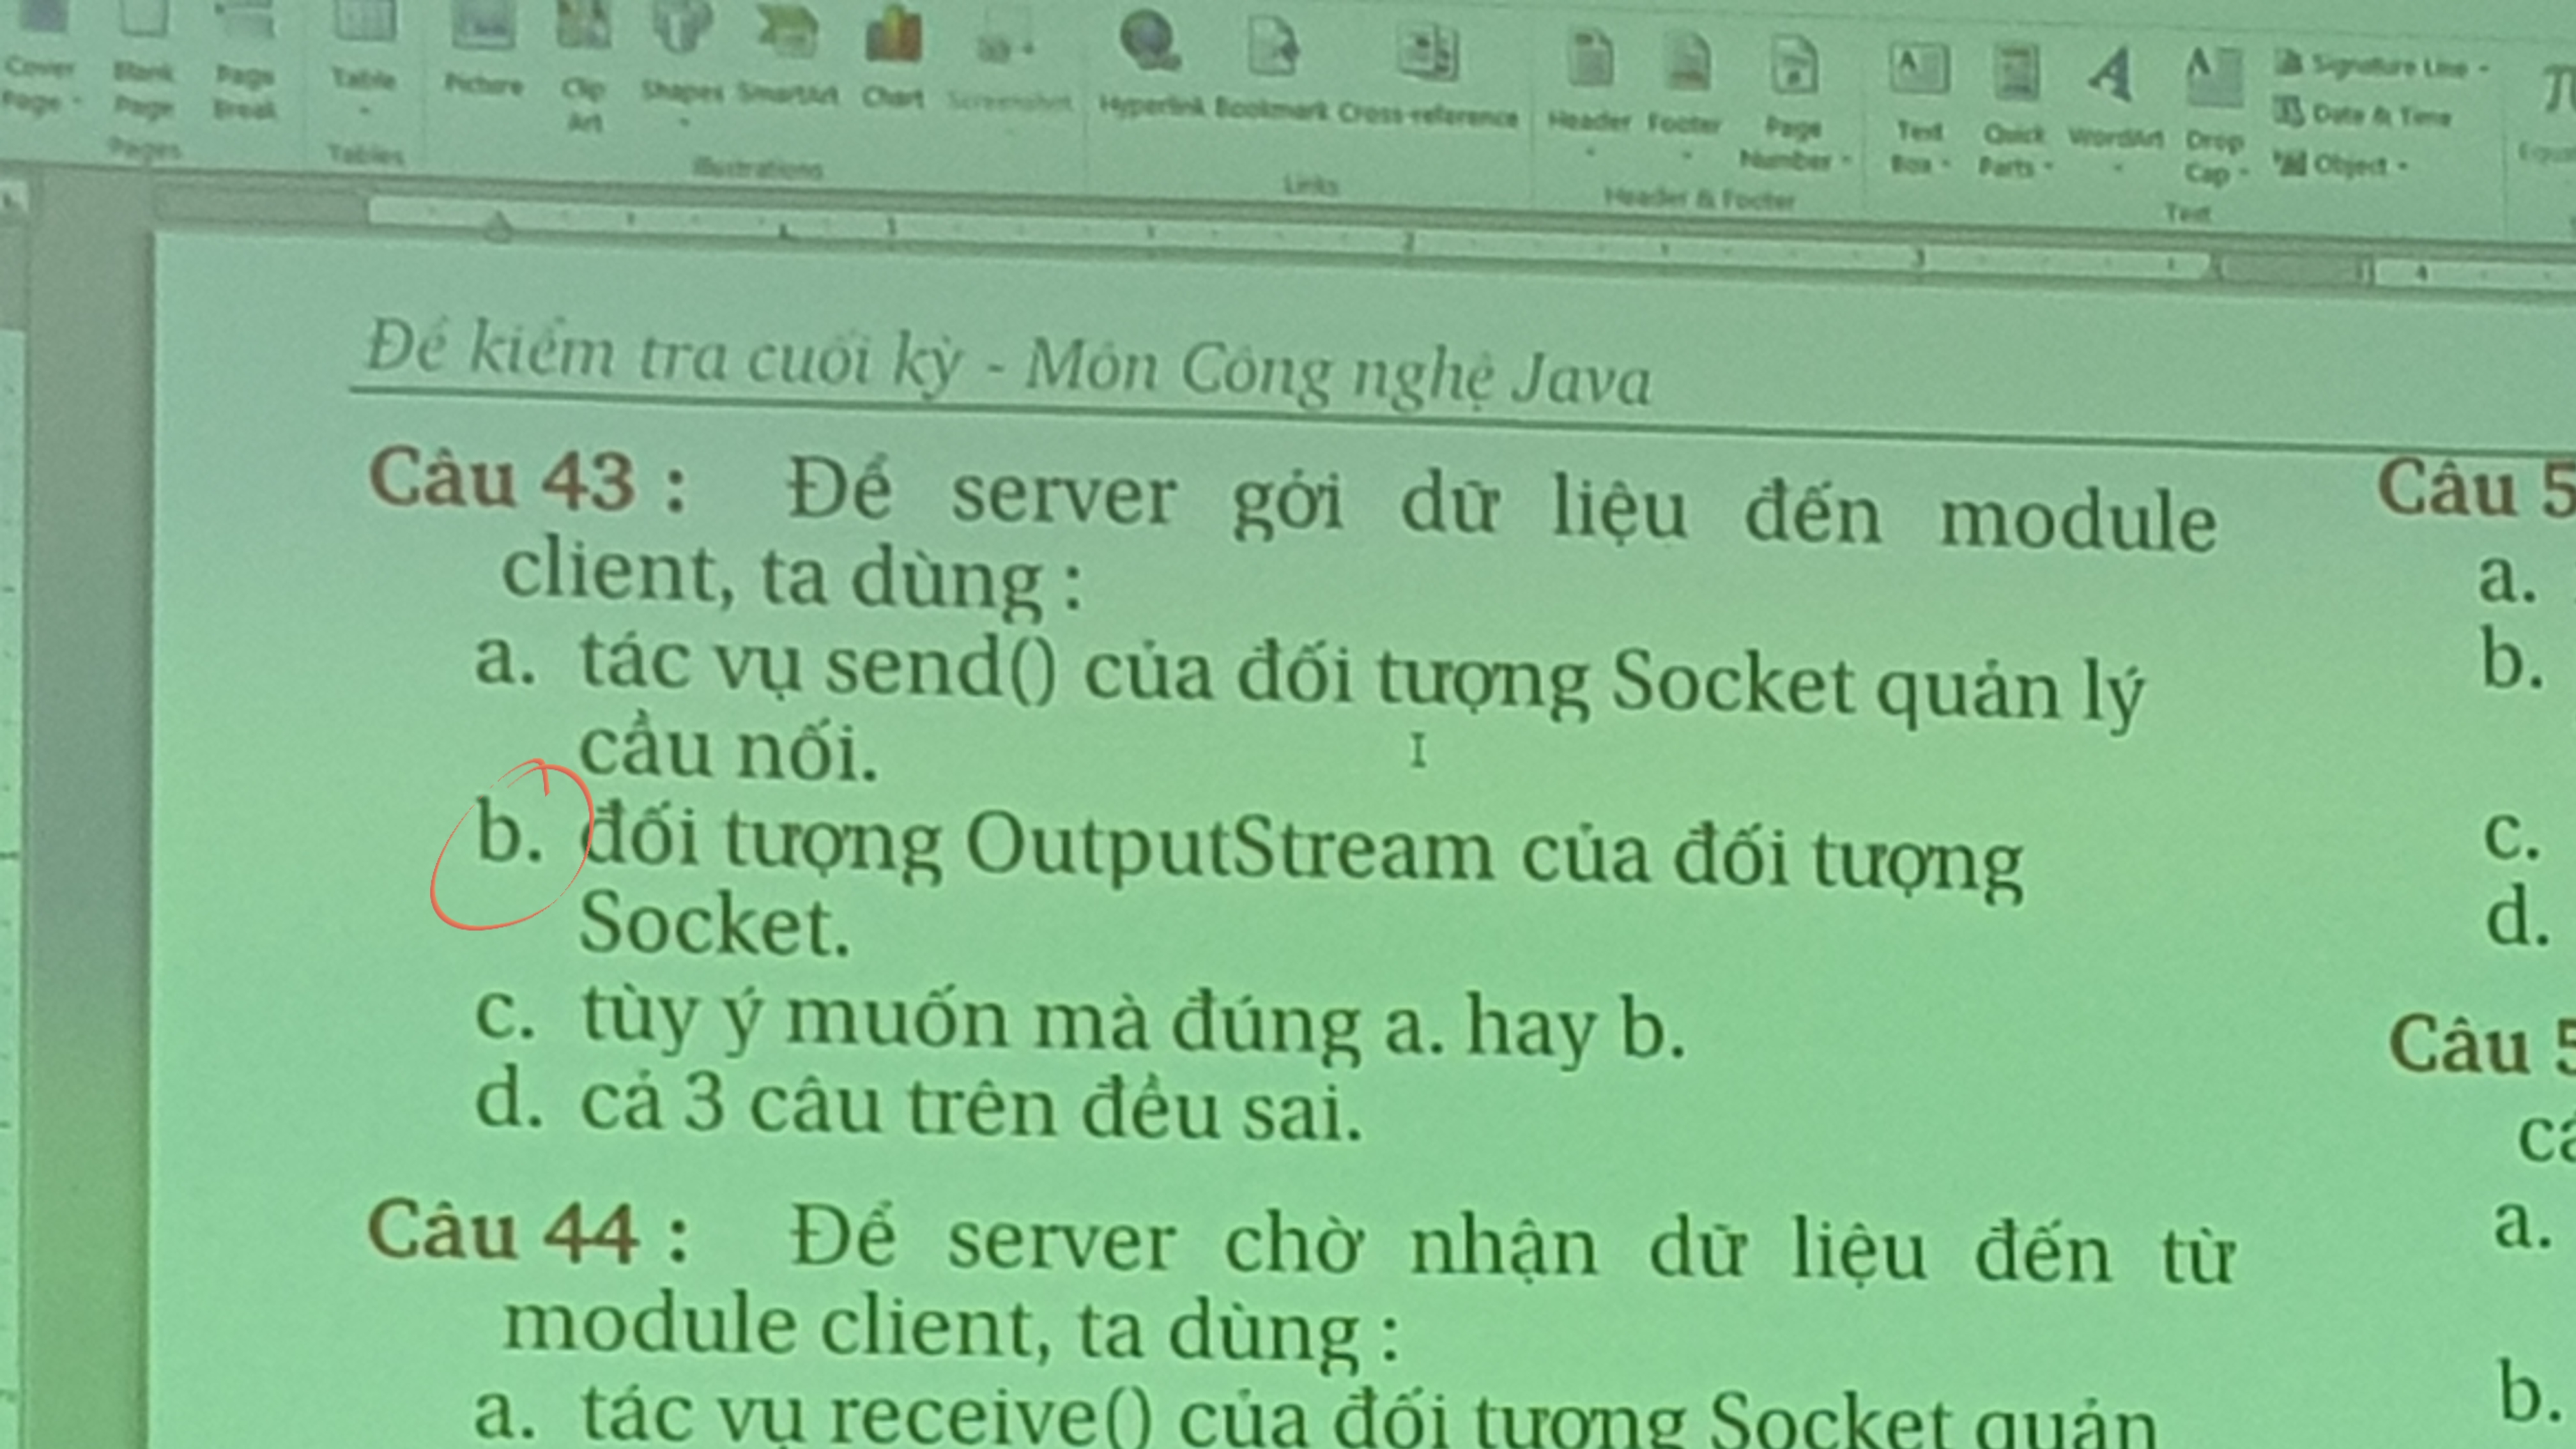 Cover Page
Blank Page
Page Break
Table
Picture
Clip Art
Shapes
SmartArt
Chart
Screenshot
Hyperlink
Bookmark
Cross-reference
Header
Footer
Page Number
Text Box
Quick Parts
WordArt
Drop Cap
Signature Line
Date & Time
Object
Pages
Tables
Illustrations
Links
Header & Footer
Text
Đề kiểm tra cuối kỳ - Môn Công nghệ Java
Câu 43 : Để server gởi dữ liệu đến module
client, ta dùng :
a. tác vụ send() của đối tượng Socket quản lý
cầu nối.
b. đối tượng OutputStream của đối tượng
Socket.
c. tùy ý muốn mà đúng a. hay b.
d. cả 3 câu trên đều sai.
Câu 44 : Để server chờ nhận dữ liệu đến từ
module client, ta dùng :
a. tác vụ receive() của đối tượng Socket quản
Câu 5
a.
b.
c.
d.
Câu 5
a.
b.